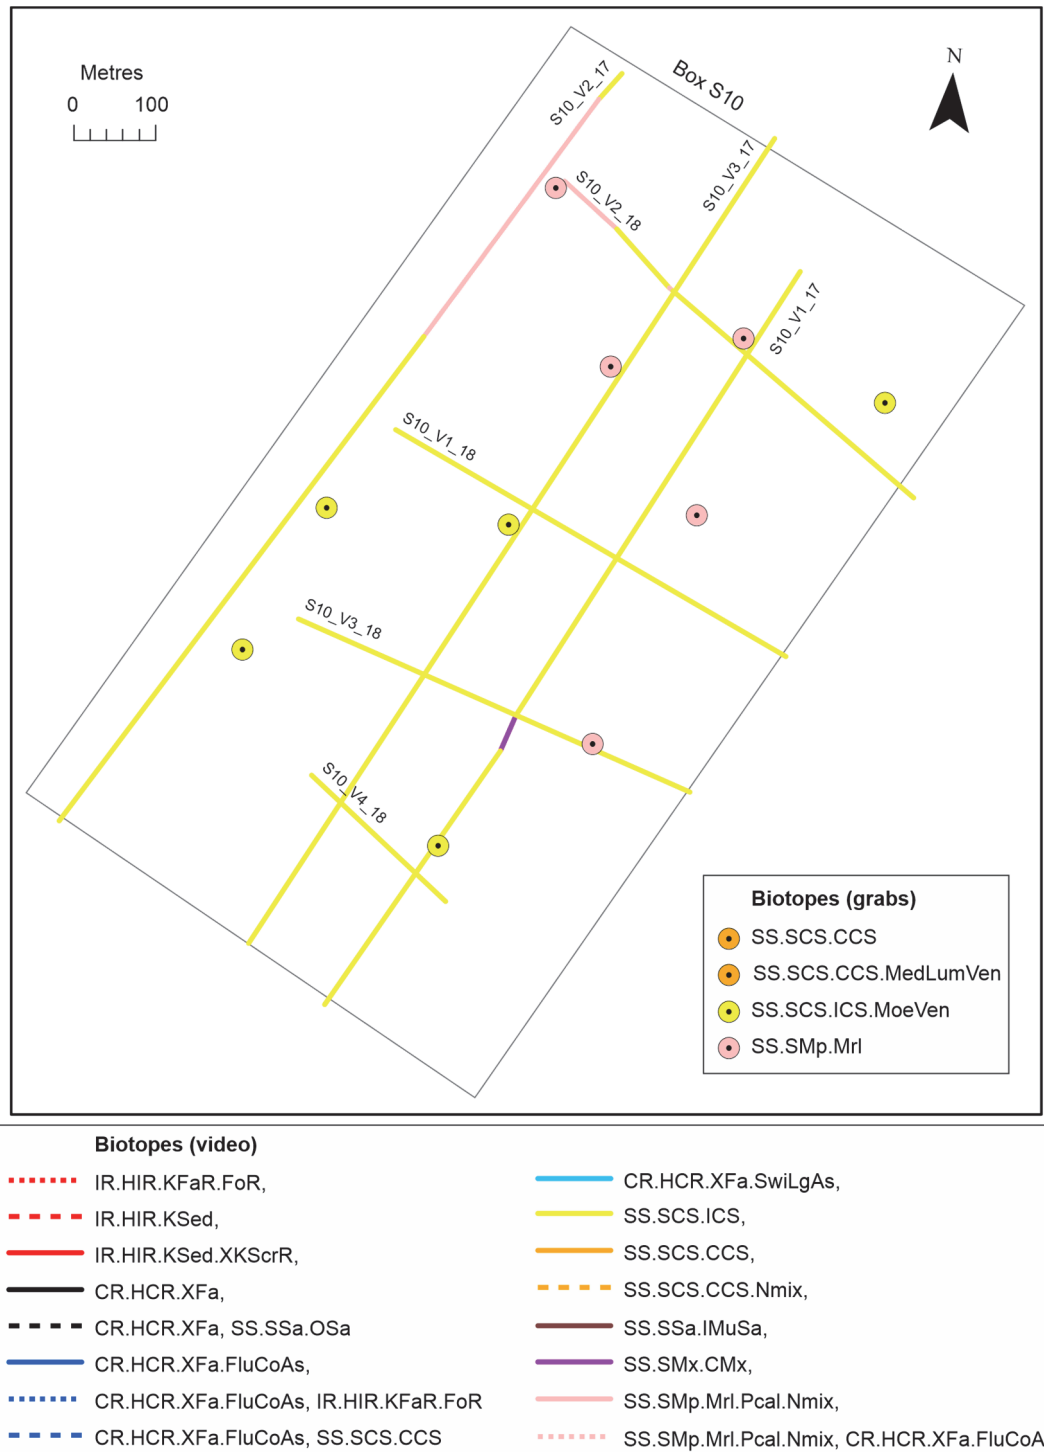 Metres
0 100
N
Box S10
S10_V2_17
S10_V3_17
S10_V2_18
S10_V1_17
S10_V1_18
S10_V3_18
S10_V4_18
Biotopes (grabs)
SS.SCS.CCS
SS.SCS.CCS.MedLumVen
SS.SCS.ICS.MoeVen
SS.SMp.Mrl
Biotopes (video)
IR.HIR.KFaR.FoR,
IR.HIR.KSed,
IR.HIR.KSed.XKScrR,
CR.HCR.XFa,
CR.HCR.XFa, SS.SSa.OSa
CR.HCR.XFa.FluCoAs,
CR.HCR.XFa.FluCoAs, IR.HIR.KFaR.FoR
CR.HCR.XFa.FluCoAs, SS.SCS.CCS
CR.HCR.XFa.SwiLgAs,
SS.SCS.ICS,
SS.SCS.CCS,
SS.SCS.CCS.Nmix,
SS.SSa.IMuSa,
SS.SMx.CMx,
SS.SMp.Mrl.Pcal.Nmix,
SS.SMp.Mrl.Pcal.Nmix, CR.HCR.XFa.FluCoA